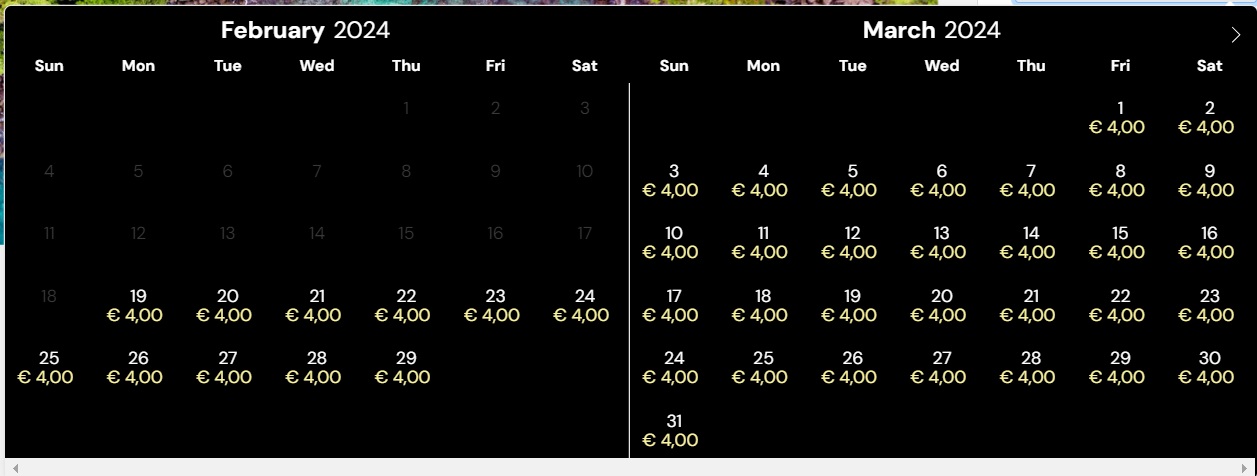 February 2024
Sun Mon Tue Wed Thu Fri Sat
1 2 3
4 5 6 7 8 9 10
11 12 13 14 15 16 17
18 19 20 21 22 23 24
€ 4,00 € 4,00 € 4,00 € 4,00 € 4,00 € 4,00
25 26 27 28 29
€ 4,00 € 4,00 € 4,00 € 4,00 € 4,00
March 2024
Sun Mon Tue Wed Thu Fri Sat
1 2
€ 4,00 € 4,00
3 4 5 6 7 8 9
€ 4,00 € 4,00 € 4,00 € 4,00 € 4,00 € 4,00 € 4,00
10 11 12 13 14 15 16
€ 4,00 € 4,00 € 4,00 € 4,00 € 4,00 € 4,00 € 4,00
17 18 19 20 21 22 23
€ 4,00 € 4,00 € 4,00 € 4,00 € 4,00 € 4,00 € 4,00
24 25 26 27 28 29 30
€ 4,00 € 4,00 € 4,00 € 4,00 € 4,00 € 4,00 € 4,00
31
€ 4,00